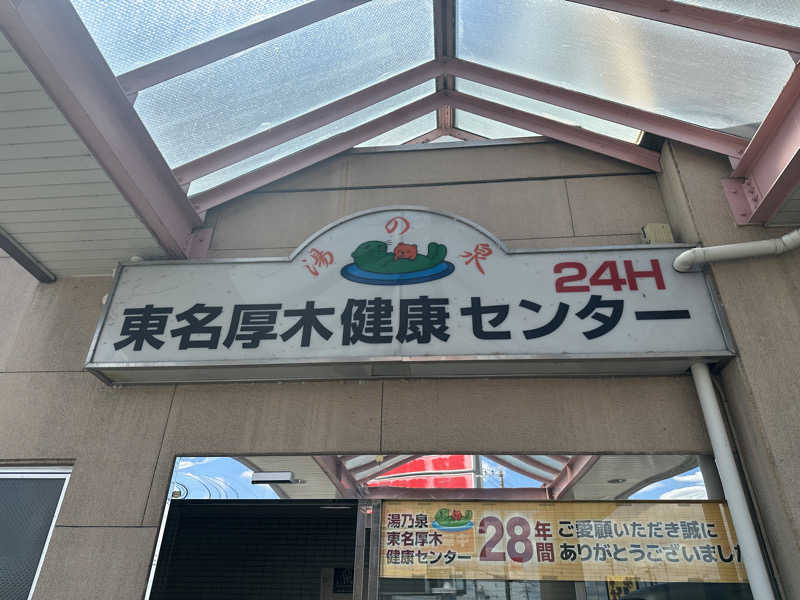 湯の泉
24H
東名厚木健康センター
湯乃泉
東名厚木
健康センター
28年間
ご愛顧いただき誠に
ありがとうございました